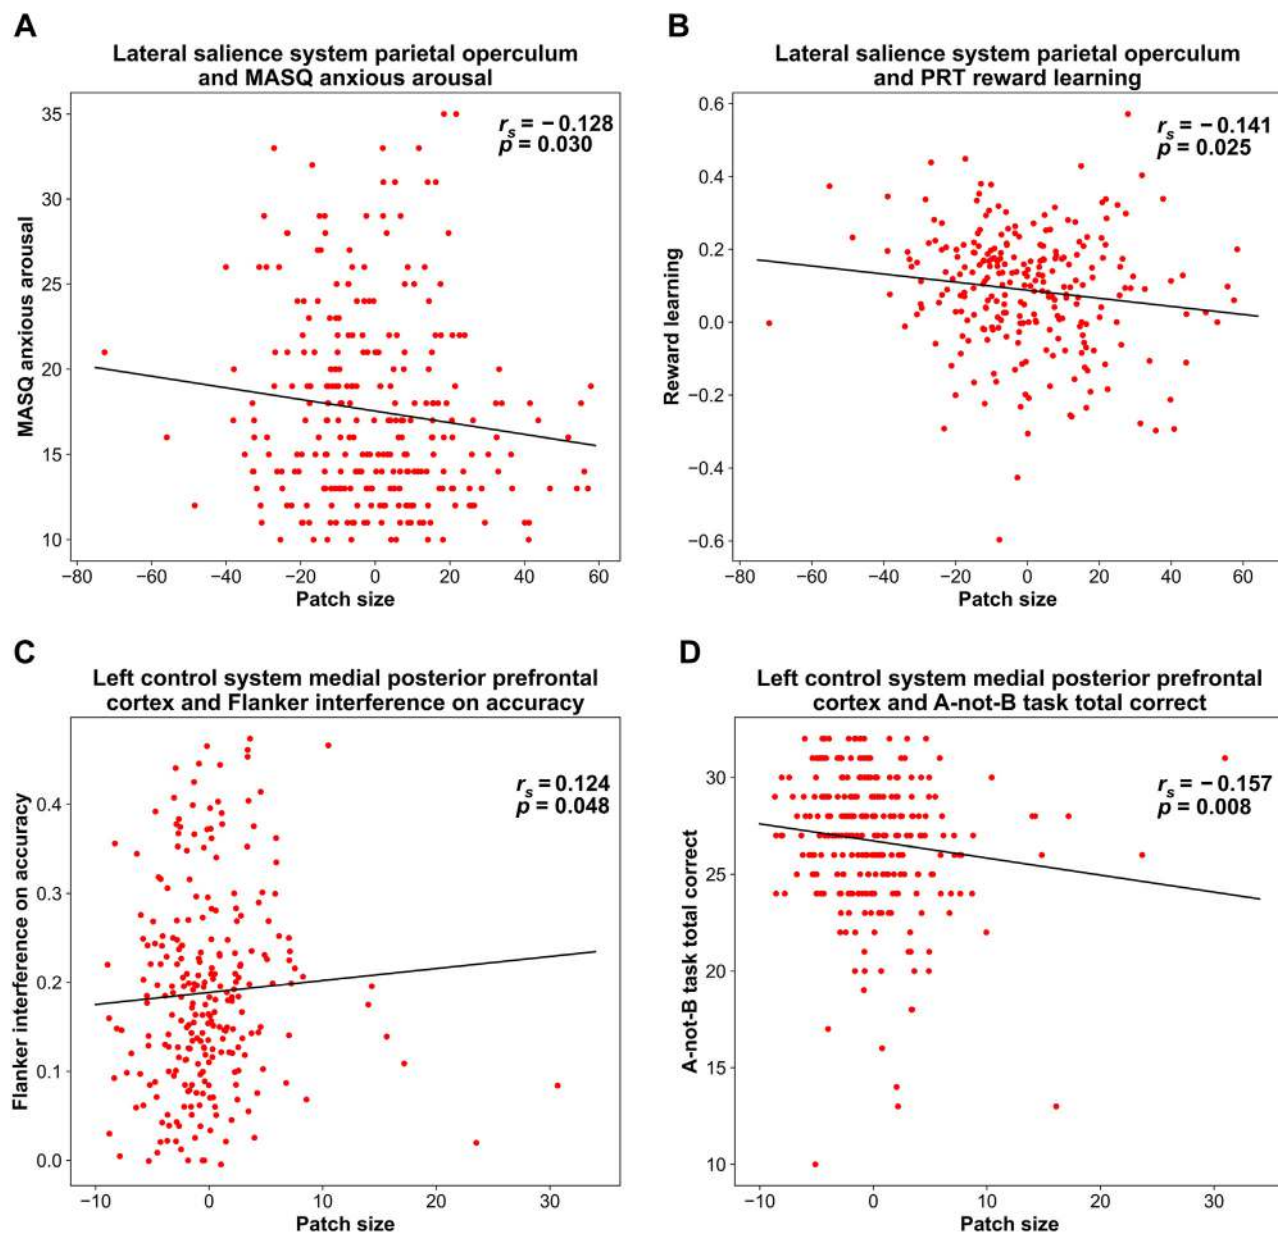 A
Lateral salience system parietal operculum
and MASQ anxious arousal
rs = −0.128
p = 0.030
MASQ anxious arousal
35
30
25
20
15
10
−80 −60 −40 −20 0 20 40 60
Patch size
B
Lateral salience system parietal operculum
and PRT reward learning
rs = −0.141
p = 0.025
Reward learning
0.6
0.4
0.2
0.0
−0.2
−0.4
−0.6
−80 −60 −40 −20 0 20 40 60
Patch size
C
Left control system medial posterior prefrontal
cortex and Flanker interference on accuracy
rs = 0.124
p = 0.048
Flanker interference on accuracy
0.4
0.3
0.2
0.1
0.0
−10 0 10 20 30
Patch size
D
Left control system medial posterior prefrontal
cortex and A-not-B task total correct
rs = −0.157
p = 0.008
A-not-B task total correct
30
25
20
15
10
−10 0 10 20 30
Patch size